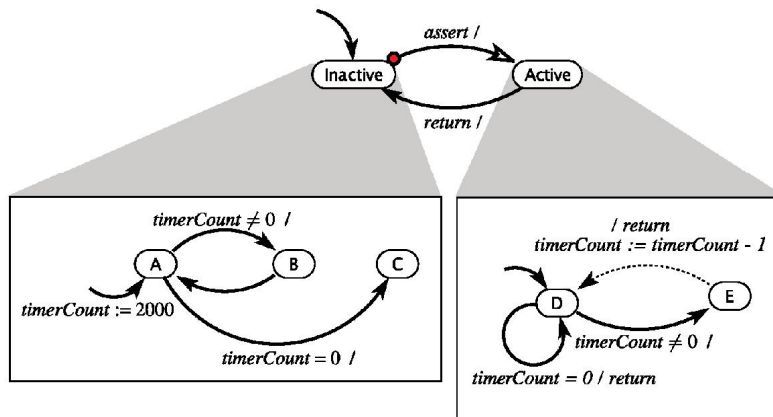 assert /
Inactive
Active
return /
timerCount ≠ 0 /
A
B
C
timerCount := 2000
timerCount = 0 /
/ return
timerCount := timerCount - 1
D
E
timerCount ≠ 0 /
timerCount = 0 / return